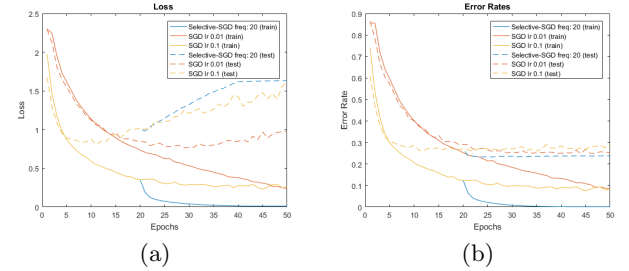 Loss
Selective-SGD freq: 20 (train)
SGD lr 0.01 (train)
SGD lr 0.1 (train)
Selective-SGD freq: 20 (test)
SGD lr 0.01 (test)
SGD lr 0.1 (test)
Loss
2.5
2
1.5
1
0.5
0
0 5 10 15 20 25 30 35 40 45 50
Epochs
(a)
Error Rates
Selective-SGD freq: 20 (train)
SGD lr 0.01 (train)
SGD lr 0.1 (train)
Selective-SGD freq: 20 (test)
SGD lr 0.01 (test)
SGD lr 0.1 (test)
Error Rate
0.9
0.8
0.7
0.6
0.5
0.4
0.3
0.2
0.1
0
0 5 10 15 20 25 30 35 40 45 50
Epochs
(b)